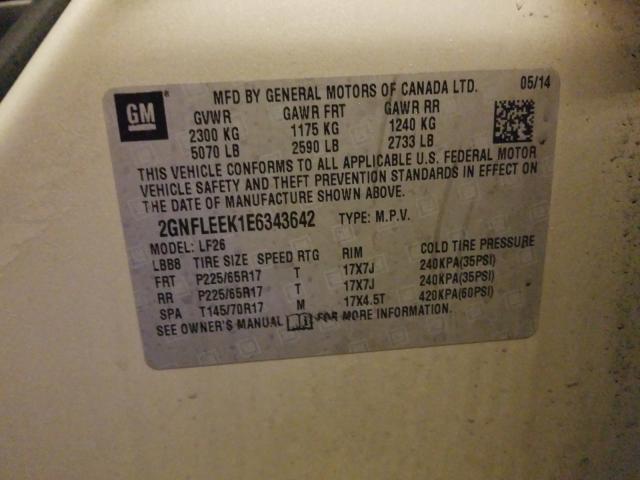 GM
MFD BY GENERAL MOTORS OF CANADA LTD. 05/14
GVWR GAWR FRT GAWR RR
2300 KG 1175 KG 1240 KG
5070 LB 2590 LB 2733 LB
THIS VEHICLE CONFORMS TO ALL APPLICABLE U.S. FEDERAL MOTOR
VEHICLE SAFETY AND THEFT PREVENTION STANDARDS IN EFFECT ON
THE DATE OF MANUFACTURE SHOWN ABOVE.
2GNFLEEK1E6343642 TYPE: M.P.V.
MODEL: LF26
LBB8 TIRE SIZE SPEED RTG RIM COLD TIRE PRESSURE
FRT P225/65R17 T 17X7J 240KPA(35PSI)
RR P225/65R17 T 17X7J 240KPA(35PSI)
SPA T145/70R17 M 17X4.5T 420KPA(60PSI)
SEE OWNER'S MANUAL FOR MORE INFORMATION.